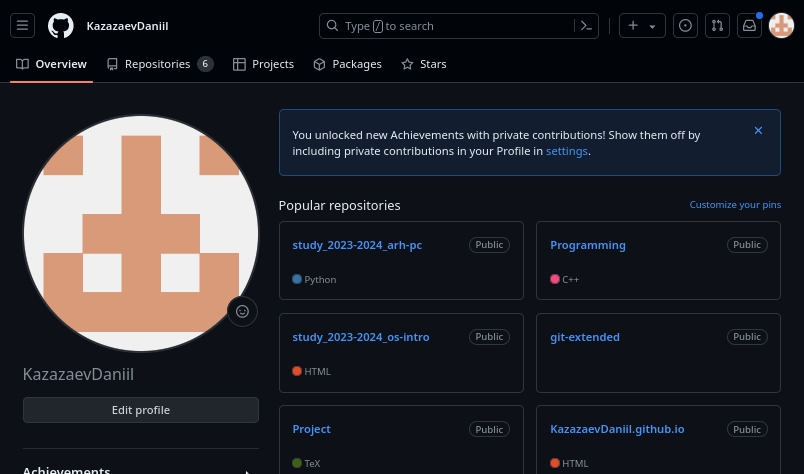 KazazaevDaniil
Type / to search
Overview
Repositories 6
Projects
Packages
Stars
You unlocked new Achievements with private contributions! Show them off by
including private contributions in your Profile in settings.
Popular repositories
Customize your pins
study_2023-2024_arh-pc Public
Python
Programming Public
C++
study_2023-2024_os-intro Public
HTML
git-extended Public
Project Public
TeX
KazazaevDaniil.github.io Public
HTML
KazazaevDaniil
Edit profile
Achievements